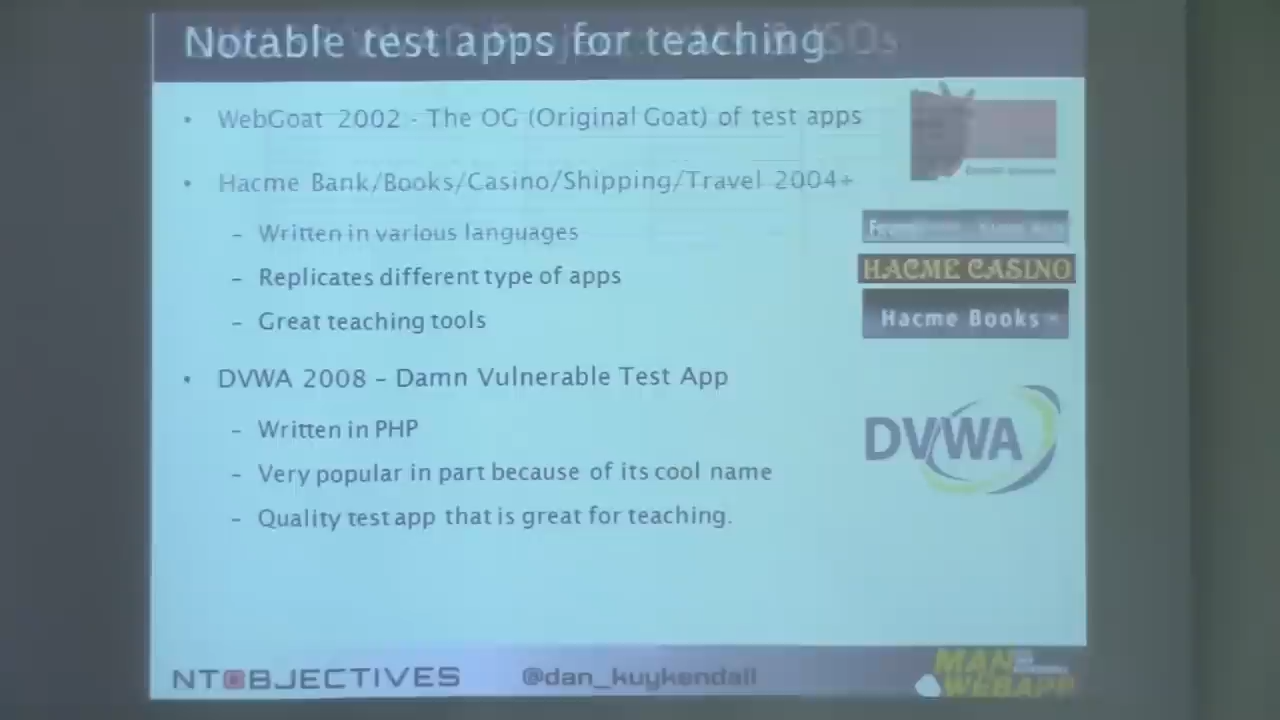 Notable test apps for teaching
WebGoat 2002 - The OG (Original Goat) of test apps
Hacme Bank/Books/Casino/Shipping/Travel 2004+
– Written in various languages
– Replicates different type of apps
– Great teaching tools
HACME CASINO
Hacme Books
DVWA 2008 – Damn Vulnerable Test App
– Written in PHP
– Very popular in part because of its cool name
– Quality test app that is great for teaching.
DVWA
NTOBJECTIVES
@dan_kuykendall
MAN
WEBAPP